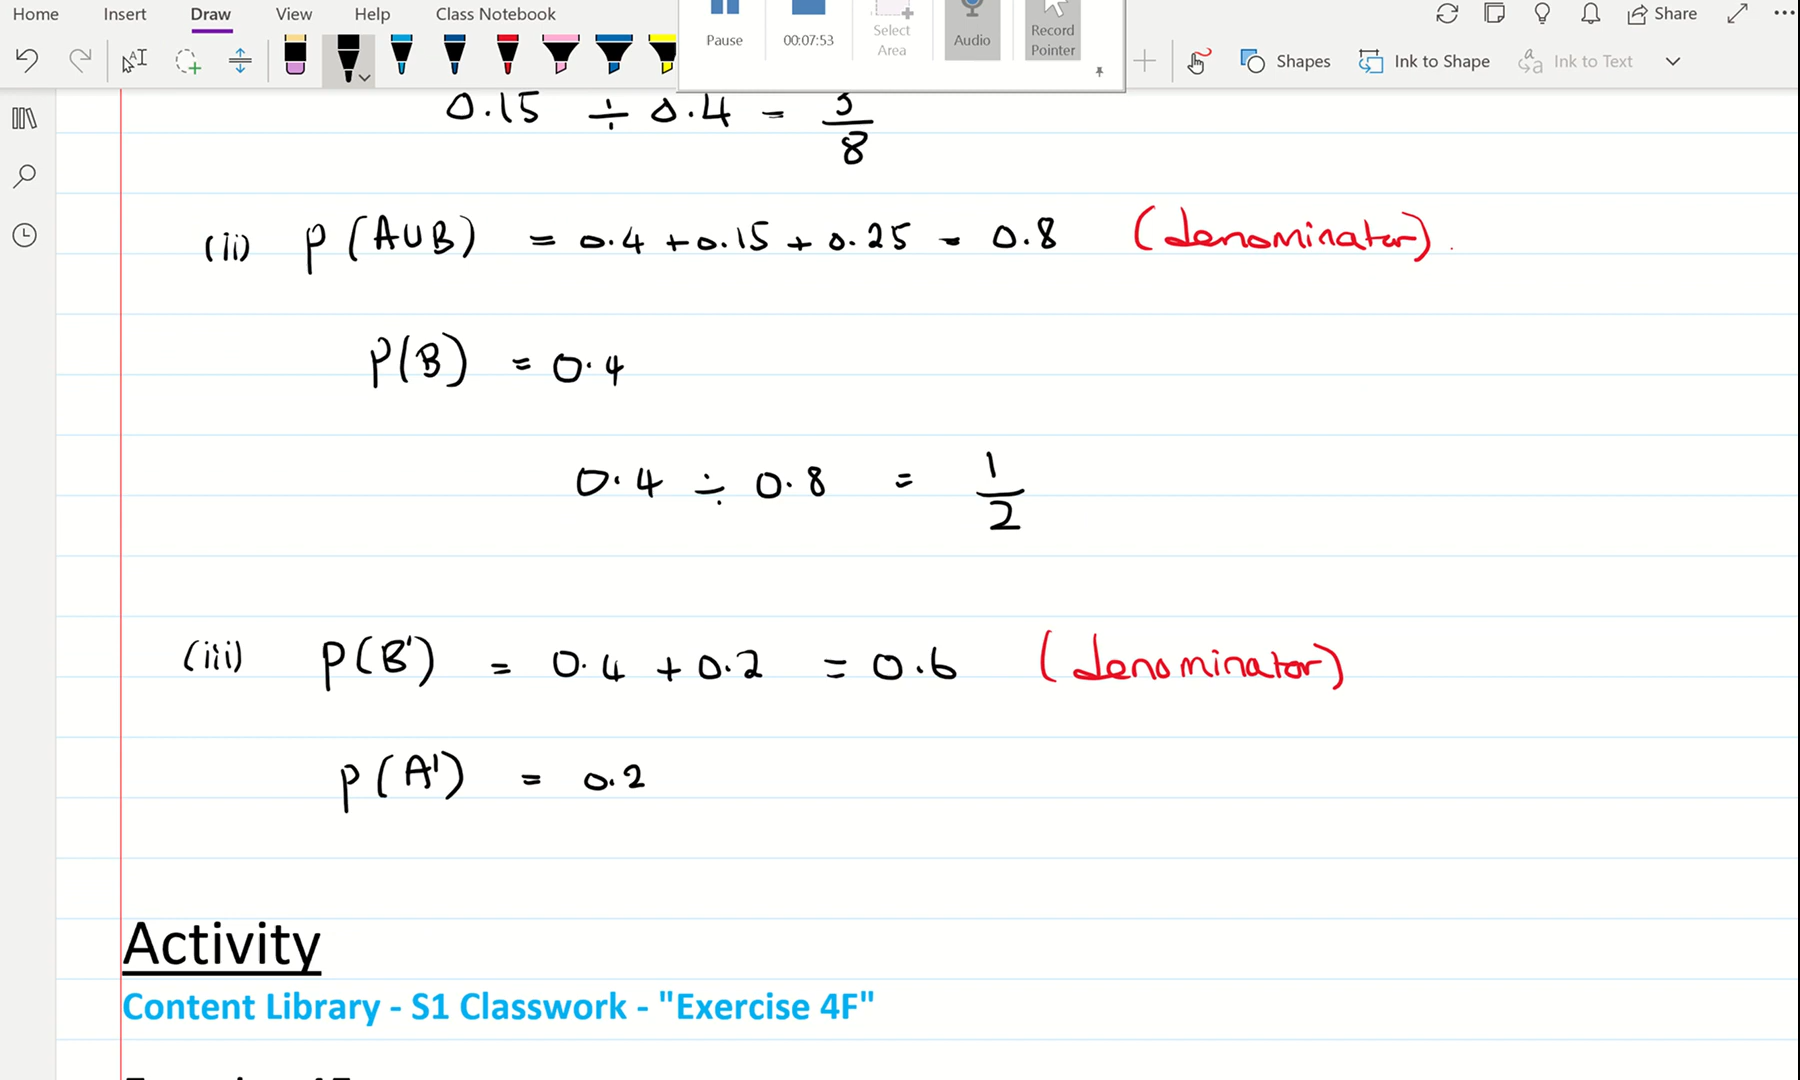 Home Insert Draw View Help Class Notebook Share
Pause 00:07:53 Select Area Audio Record Pointer
Shapes Ink to Shape Ink to Text
0.15 ÷ 0.4 = 3/8
(ii) P(A∪B) = 0.4 + 0.15 + 0.25 = 0.8 (denominator).
P(B) = 0.4
0.4 ÷ 0.8 = 1/2
(iii) P(B') = 0.4 + 0.2 = 0.6 (denominator)
P(A') = 0.2
Activity
Content Library - S1 Classwork - "Exercise 4F"